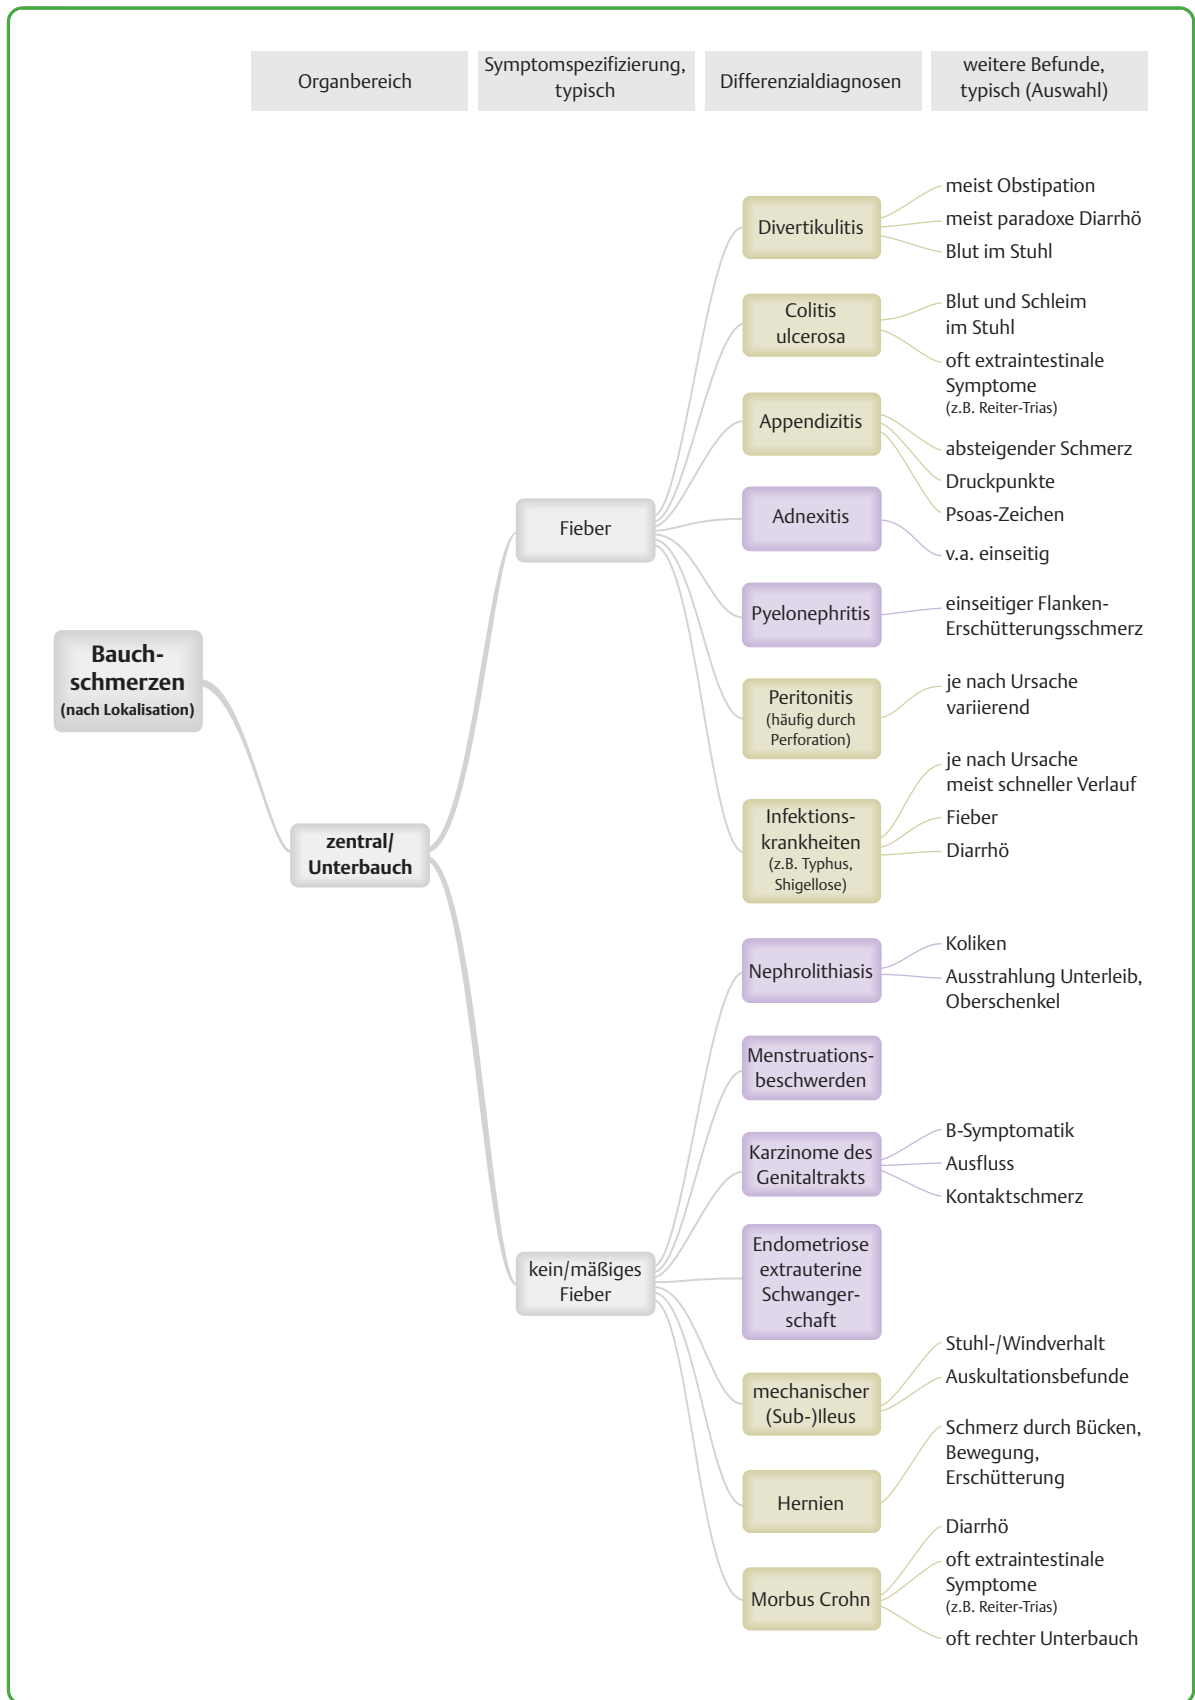 Organbereich
Symptomspezifizierung,
typisch
Differenzialdiagnosen
weitere Befunde,
typisch (Auswahl)
Bauch-
schmerzen
(nach Lokalisation)
zentral/
Unterbauch
Fieber
Divertikulitis
meist Obstipation
meist paradoxe Diarrhö
Blut im Stuhl
Colitis
ulcerosa
Blut und Schleim
im Stuhl
oft extraintestinale
Symptome
(z.B. Reiter-Trias)
Appendizitis
absteigender Schmerz
Druckpunkte
Psoas-Zeichen
Adnexitis
v.a. einseitig
Pyelonephritis
einseitiger Flanken-
Erschütterungsschmerz
Peritonitis
(häufig durch
Perforation)
je nach Ursache
variierend
Infektions-
krankheiten
(z.B. Typhus,
Shigellose)
je nach Ursache
meist schneller Verlauf
Fieber
Diarrhö
kein/mäßiges
Fieber
Nephrolithiasis
Koliken
Ausstrahlung Unterleib,
Oberschenkel
Menstruations-
beschwerden
Karzinome des
Genitaltrakts
B-Symptomatik
Ausfluss
Kontaktschmerz
Endometriose
extrauterine
Schwanger-
schaft
mechanischer
(Sub-)Ileus
Stuhl-/Windverhalt
Auskultationsbefunde
Hernien
Schmerz durch Bücken,
Bewegung,
Erschütterung
Morbus Crohn
Diarrhö
oft extraintestinale
Symptome
(z.B. Reiter-Trias)
oft rechter Unterbauch